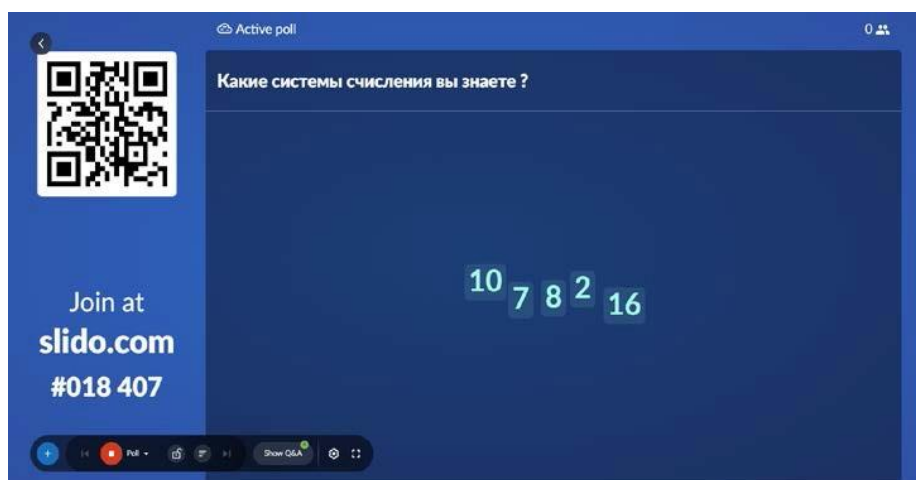 Active poll
0
Какие системы счисления вы знаете ?
10 7 8 2 16
Join at
slido.com
#018 407
Poll
Show Q&A